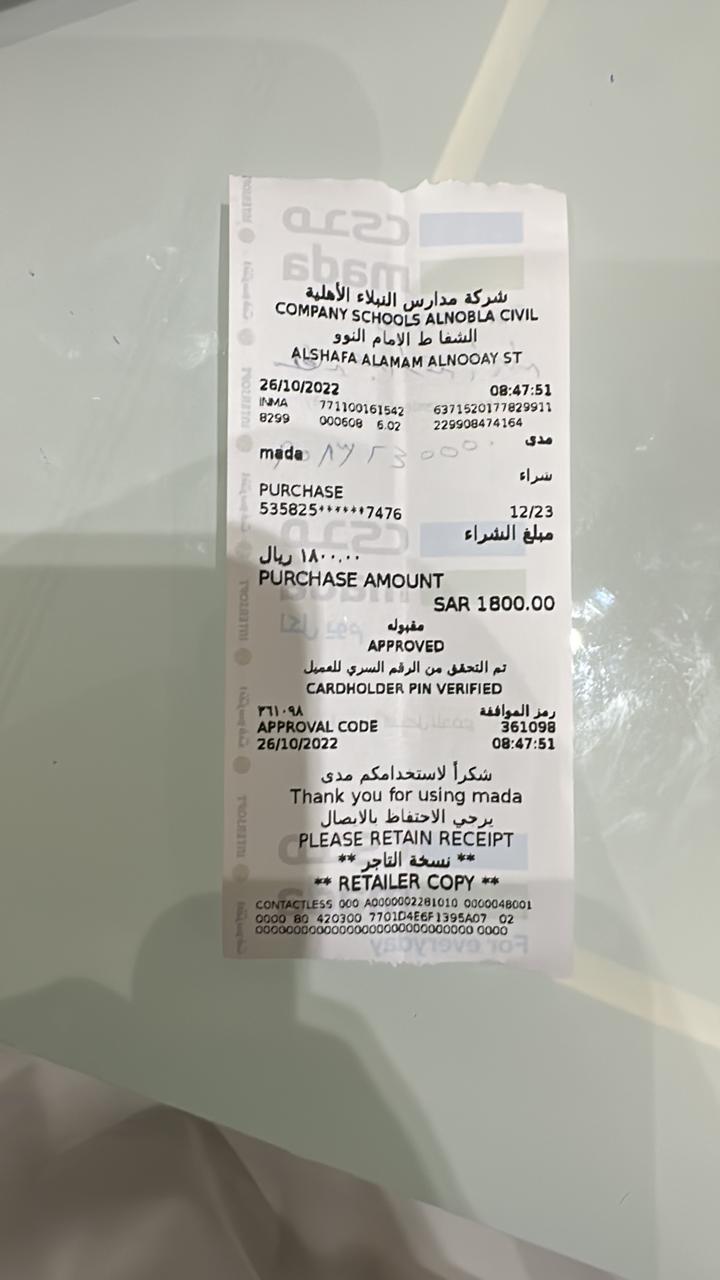 شركة مدارس النبلاء الأهلية
COMPANY SCHOOLS ALNOBLA CIVIL
الشفا ط الامام النوو
ALSHAFA ALAMAM ALNOOAY ST
26/10/2022 08:47:51
INMA 771100161542 6371520177829911
8299 000608 6.02 229908474164
مدى
mada
شراء
PURCHASE
535825******7476 12/23
مبلغ الشراء
١٨٠٠.٠٠ ريال
PURCHASE AMOUNT
SAR 1800.00
مقبوله
APPROVED
تم التحقق من الرقم السري للعميل
CARDHOLDER PIN VERIFIED
رمز الموافقة ٣٦١٠٩٨
APPROVAL CODE 361098
26/10/2022 08:47:51
شكراً لاستخدامكم مدى
Thank you for using mada
يرجي الاحتفاظ بالايصال
PLEASE RETAIN RECEIPT
** نسخة التاجر **
** RETAILER COPY **
CONTACTLESS 000 A0000002281010 0000048001
0000 80 420300 7701D4E6F1395A07 02
0000000000000000000000000000000 0000